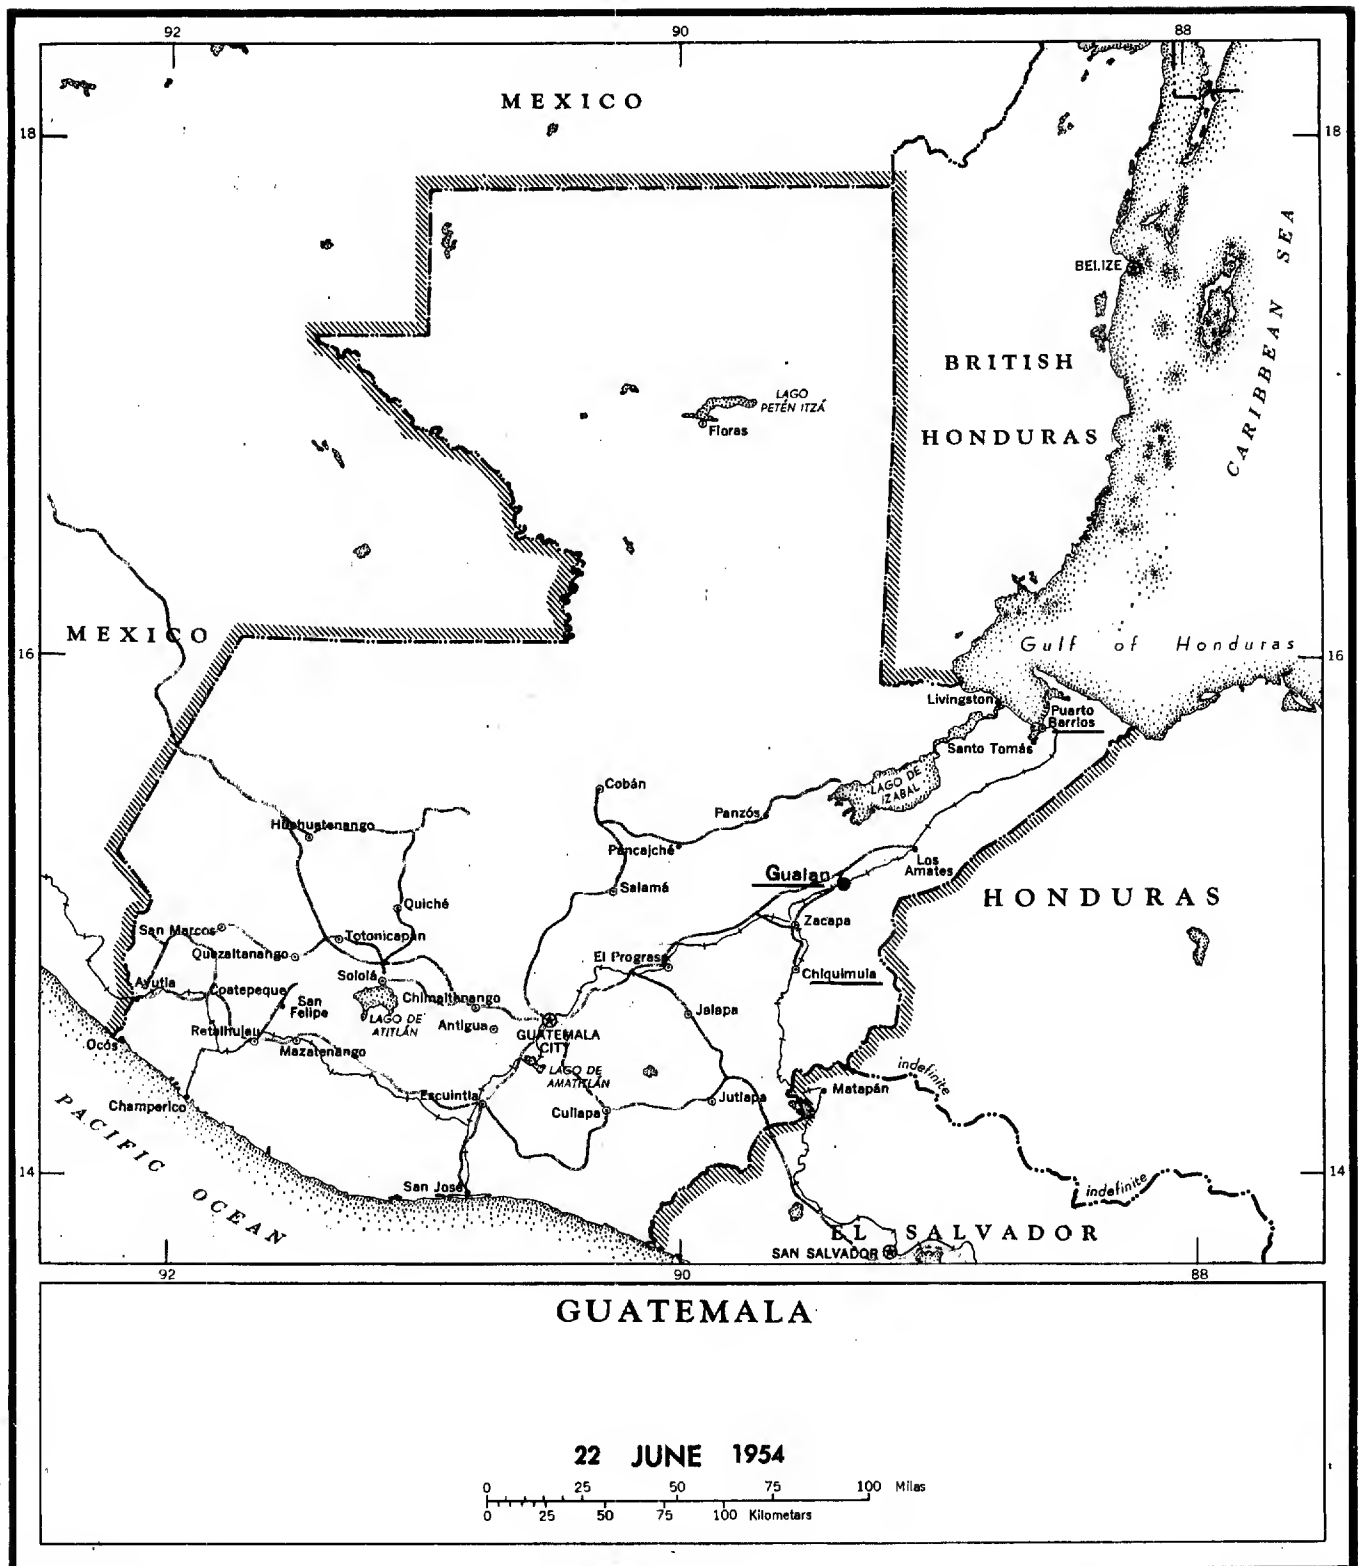 92 90 88
MEXICO
18 18
CARIBBEAN SEA
BELIZE
BRITISH
HONDURAS
LAGO
PETÉN ITZÁ
Floras
MEXICO
Gulf of Honduras
16 16
Livingston
Puerto
Barrios
Santo Tomás
LAGO DE
IZABAL
Cobán
Panzós
Huehuetenango
Pancajché
Los
Amates
Gualan
Salamá
HONDURAS
Quiché
Zacapa
San Marcos
Totonicapán
Quezaltanango
El Prograso
Sololá
Chiquimula
Ayutla
Coatepeque
San
Felipe
Chimaltenango
LAGO DE
ATITLÁN
Antigua
Jalapa
GUATEMALA
CITY
Retalhuleu
Ocós
Mazatenango
LAGO DE
AMATITLÁN
indefinite
Matapán
Escuintla
Champerico
Cuilapa
Jutiapa
PACIFIC OCEAN
14 14
San José
indefinite
EL SALVADOR
SAN SALVADOR
92 90 88
GUATEMALA
22 JUNE 1954
0 25 50 75 100 Milas
0 25 50 75 100 Kilometars